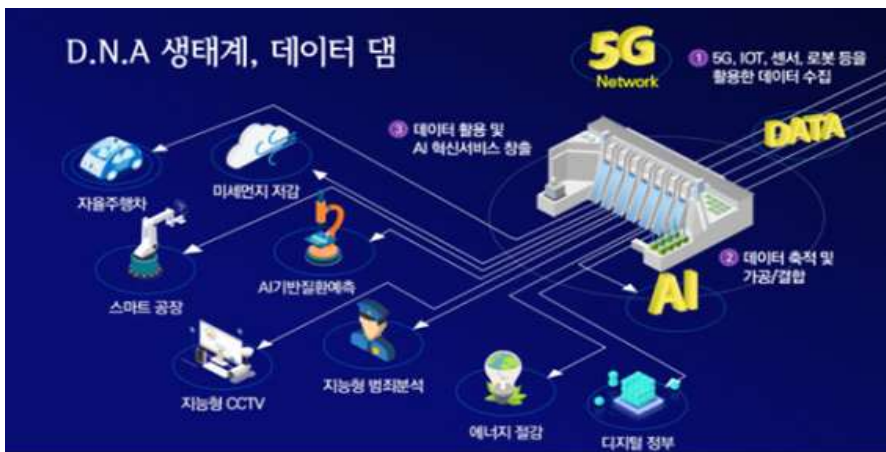 D.N.A 생태계, 데이터 댐
5G
Network
① 5G, IOT, 센서, 로봇 등을
활용한 데이터 수집
DATA
③ 데이터 활용 및
AI 혁신서비스 창출
② 데이터 축적 및
가공/결합
AI
자율주행차
미세먼지 저감
스마트 공장
AI기반질환예측
지능형 CCTV
지능형 범죄분석
에너지 절감
디지털 정부